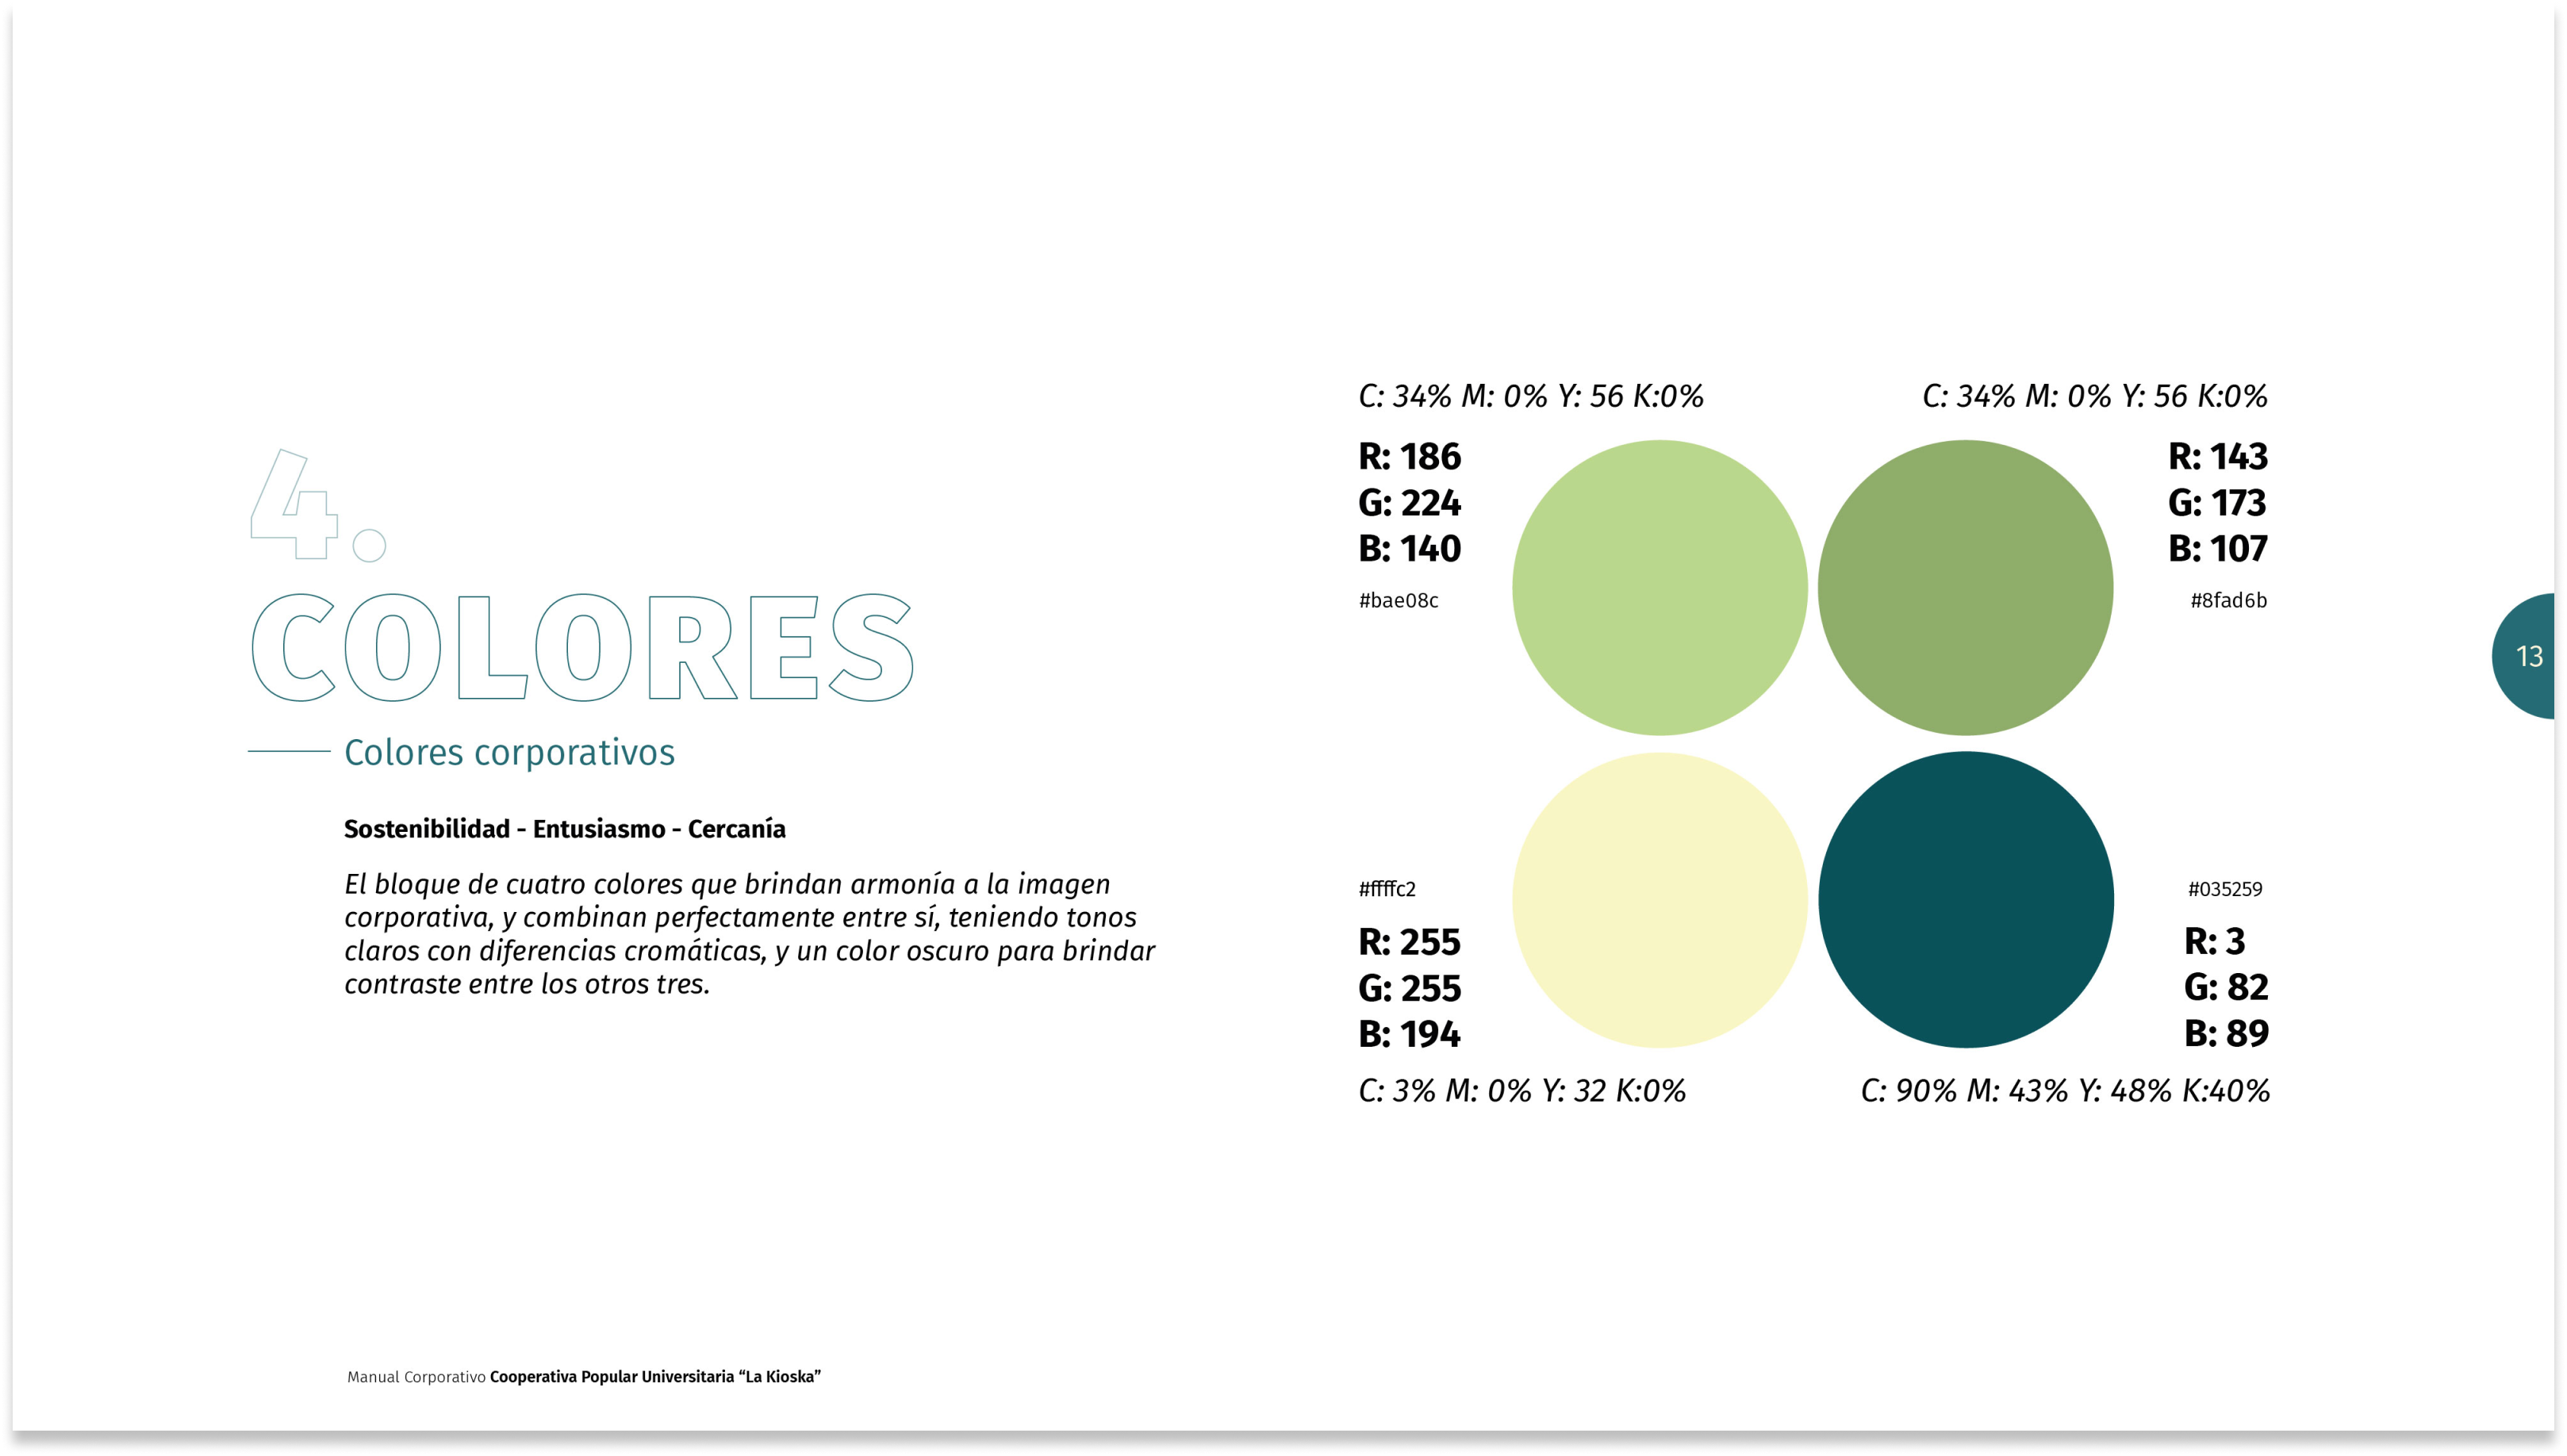 4.
COLORES
Colores corporativos
Sostenibilidad - Entusiasmo - Cercanía
El bloque de cuatro colores que brindan armonía a la imagen
corporativa, y combinan perfectamente entre sí, teniendo tonos
claros con diferencias cromáticas, y un color oscuro para brindar
contraste entre los otros tres.
C: 34% M: 0% Y: 56 K:0%
R: 186
G: 224
B: 140
#bae08c
C: 34% M: 0% Y: 56 K:0%
R: 143
G: 173
B: 107
#8fad6b
#ffffc2
R: 255
G: 255
B: 194
C: 3% M: 0% Y: 32 K:0%
#035259
R: 3
G: 82
B: 89
C: 90% M: 43% Y: 48% K:40%
13
Manual Corporativo Cooperativa Popular Universitaria “La Kioska”